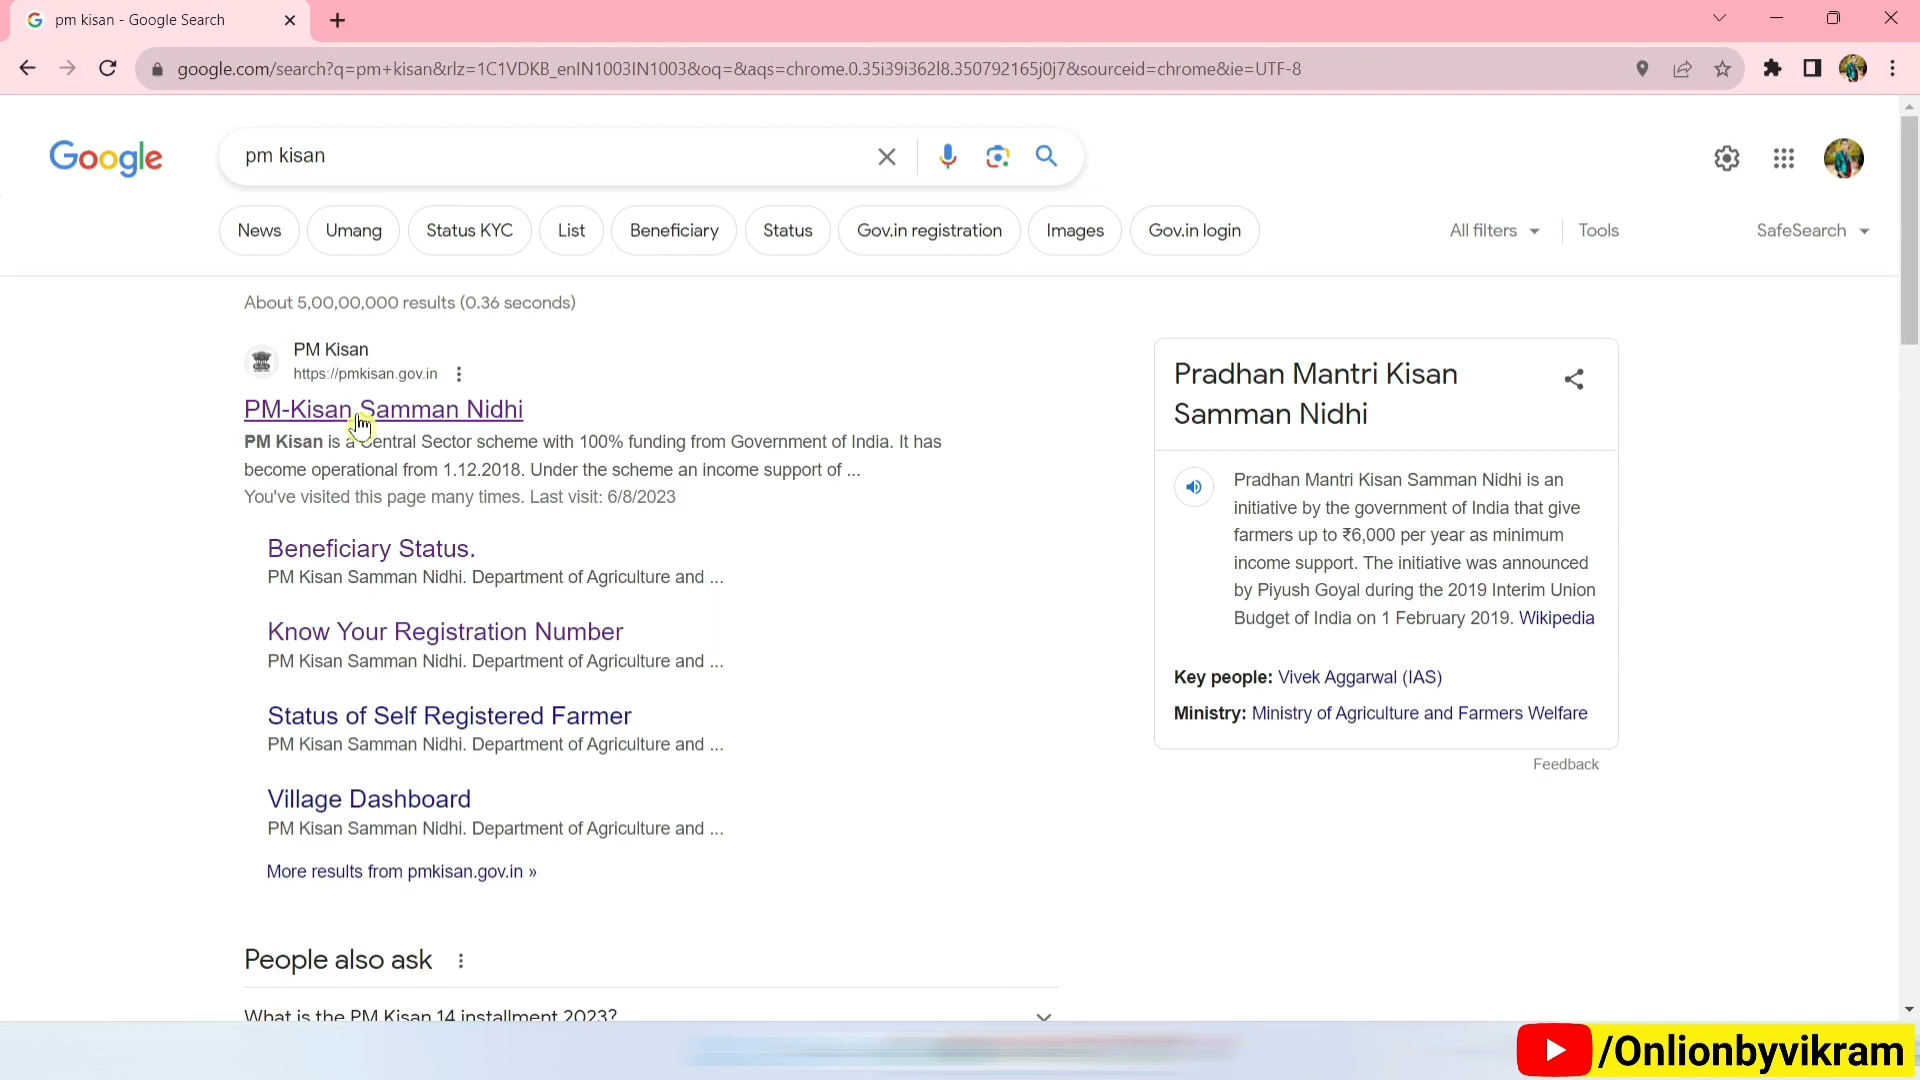 pm kisan - Google Search
google.com/search?q=pm+kisan&rlz=1C1VDKB_enIN1003IN1003&oq=&aqs=chrome.0.35i39i362l8.350792165j0j7&sourceid=chrome&ie=UTF-8
Google
pm kisan
News
Umang
Status KYC
List
Beneficiary
Status
Gov.in registration
Images
Gov.in login
All filters
Tools
SafeSearch
About 5,00,00,000 results (0.36 seconds)
PM Kisan
https://pmkisan.gov.in
PM-Kisan Samman Nidhi
PM Kisan is a Central Sector scheme with 100% funding from Government of India. It has
become operational from 1.12.2018. Under the scheme an income support of ...
You've visited this page many times. Last visit: 6/8/2023
Beneficiary Status.
PM Kisan Samman Nidhi. Department of Agriculture and ...
Know Your Registration Number
PM Kisan Samman Nidhi. Department of Agriculture and ...
Status of Self Registered Farmer
PM Kisan Samman Nidhi. Department of Agriculture and ...
Village Dashboard
PM Kisan Samman Nidhi. Department of Agriculture and ...
More results from pmkisan.gov.in »
People also ask
What is the PM Kisan 14 installment 2023?
Pradhan Mantri Kisan
Samman Nidhi
Pradhan Mantri Kisan Samman Nidhi is an
initiative by the government of India that give
farmers up to ₹6,000 per year as minimum
income support. The initiative was announced
by Piyush Goyal during the 2019 Interim Union
Budget of India on 1 February 2019. Wikipedia
Key people: Vivek Aggarwal (IAS)
Ministry: Ministry of Agriculture and Farmers Welfare
Feedback
/Onlionbyvikram